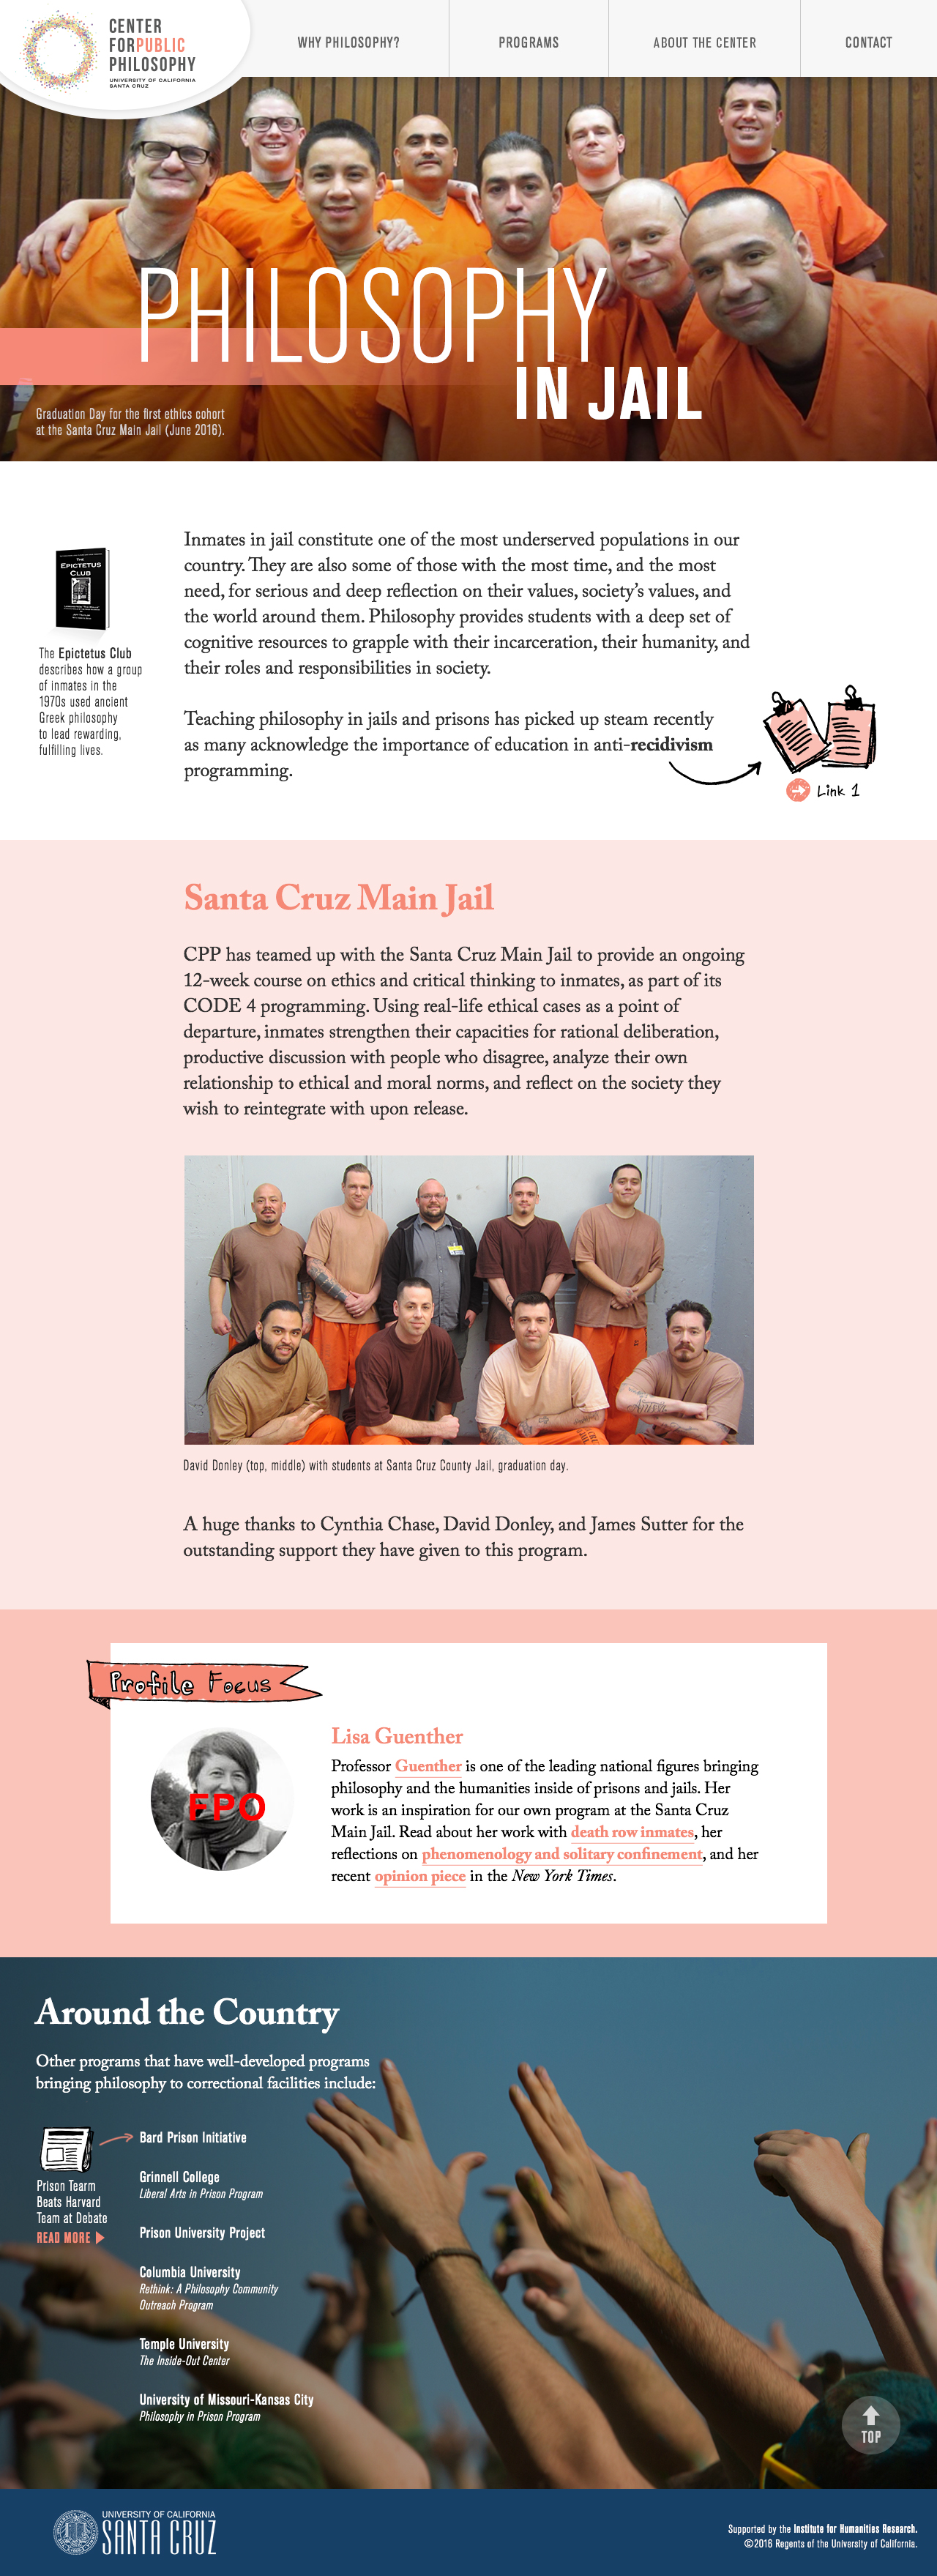 CENTER
FORPUBLIC
PHILOSOPHY
UNIVERSITY OF CALIFORNIA
SANTA CRUZ
WHY PHILOSOPHY?
PROGRAMS
ABOUT THE CENTER
CONTACT
PHILOSOPHY
IN JAIL
Graduation Day for the first ethics cohort
at the Santa Cruz Main Jail (June 2016).
THE
EPICTETUS
CLUB
The Epictetus Club
describes how a group
of inmates in the
1970s used ancient
Greek philosophy
to lead rewarding,
fulfilling lives.
Inmates in jail constitute one of the most underserved populations in our
country. They are also some of those with the most time, and the most
need, for serious and deep reflection on their values, society's values, and
the world around them. Philosophy provides students with a deep set of
cognitive resources to grapple with their incarceration, their humanity, and
their roles and responsibilities in society.
Teaching philosophy in jails and prisons has picked up steam recently
as many acknowledge the importance of education in anti-recidivism
programming.
Link 1
Santa Cruz Main Jail
CPP has teamed up with the Santa Cruz Main Jail to provide an ongoing
12-week course on ethics and critical thinking to inmates, as part of its
CODE 4 programming. Using real-life ethical cases as a point of
departure, inmates strengthen their capacities for rational deliberation,
productive discussion with people who disagree, analyze their own
relationship to ethical and moral norms, and reflect on the society they
wish to reintegrate with upon release.
David Donley (top, middle) with students at Santa Cruz County Jail, graduation day.
A huge thanks to Cynthia Chase, David Donley, and James Sutter for the
outstanding support they have given to this program.
Profile Focus
FPO
Lisa Guenther
Professor Guenther is one of the leading national figures bringing
philosophy and the humanities inside of prisons and jails. Her
work is an inspiration for our own program at the Santa Cruz
Main Jail. Read about her work with death row inmates, her
reflections on phenomenology and solitary confinement, and her
recent opinion piece in the New York Times.
Around the Country
Other programs that have well-developed programs
bringing philosophy to correctional facilities include:
Prison Tearm
Beats Harvard
Team at Debate
READ MORE
Bard Prison Initiative
Grinnell College
Liberal Arts in Prison Program
Prison University Project
Columbia University
Rethink: A Philosophy Community
Outreach Program
Temple University
The Inside-Out Center
University of Missouri-Kansas City
Philosophy in Prison Program
TOP
UNIVERSITY OF CALIFORNIA
SANTA CRUZ
Supported by the Institute for Humanities Research.
©2016 Regents of the University of California.